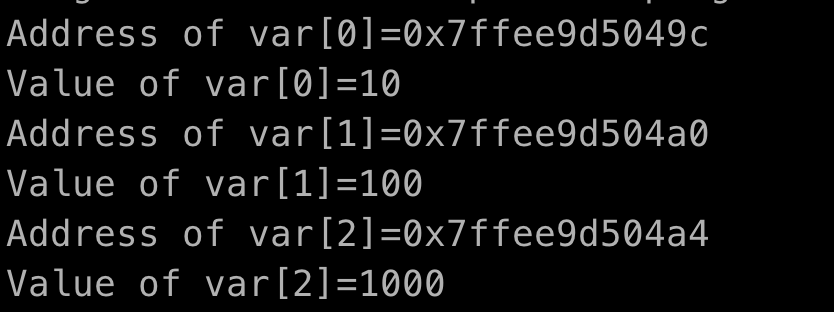 Address of var[0]=0x7ffee9d5049c
Value of var[0]=10
Address of var[1]=0x7ffee9d504a0
Value of var[1]=100
Address of var[2]=0x7ffee9d504a4
Value of var[2]=1000